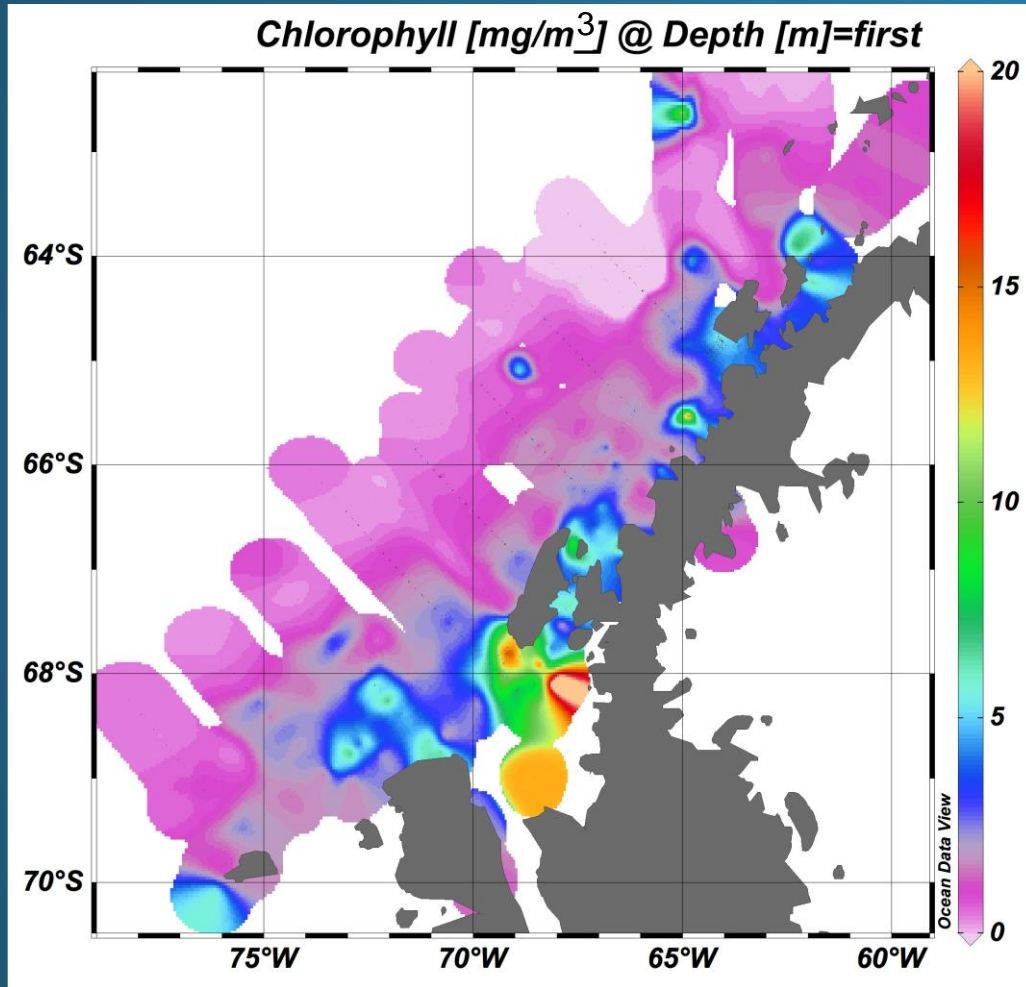 Chlorophyll [mg/m3] @ Depth [m]=first
20
15
10
5
0
64°S
66°S
68°S
70°S
75°W
70°W
65°W
60°W
Ocean Data View